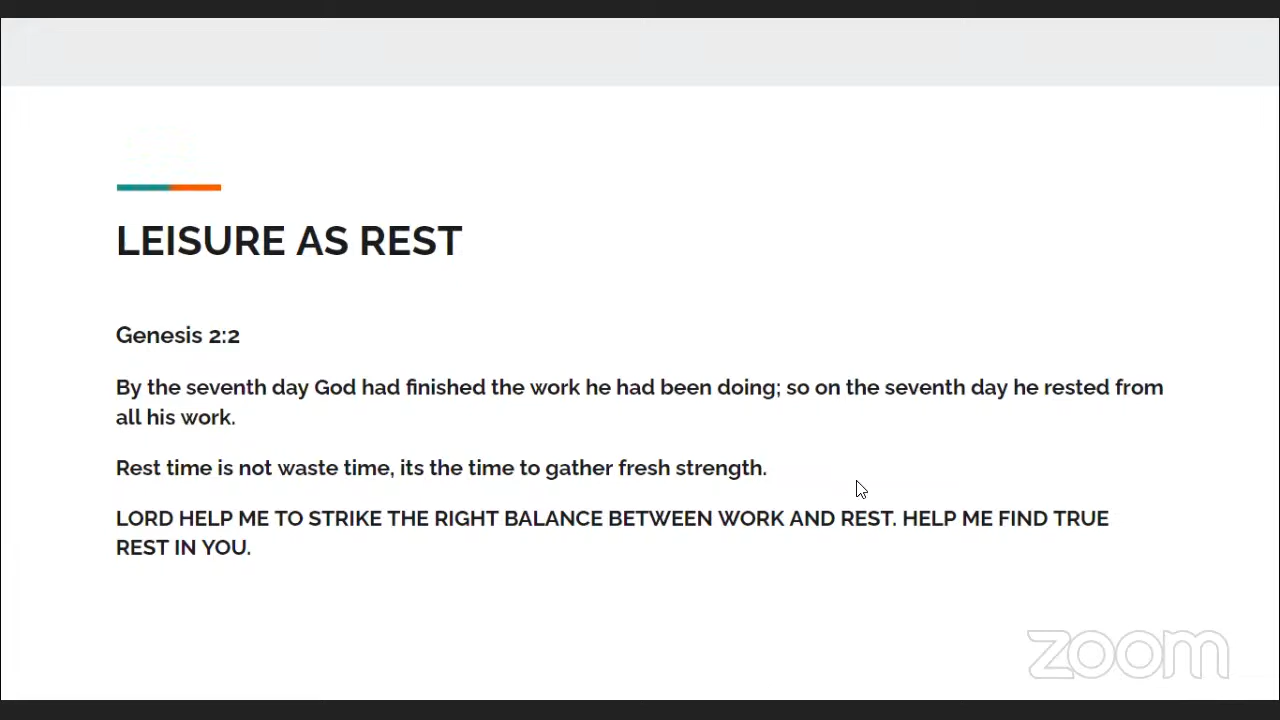 LEISURE AS REST
Genesis 2:2
By the seventh day God had finished the work he had been doing; so on the seventh day he rested from
all his work.
Rest time is not waste time, its the time to gather fresh strength.
LORD HELP ME TO STRIKE THE RIGHT BALANCE BETWEEN WORK AND REST. HELP ME FIND TRUE
REST IN YOU.
zoom